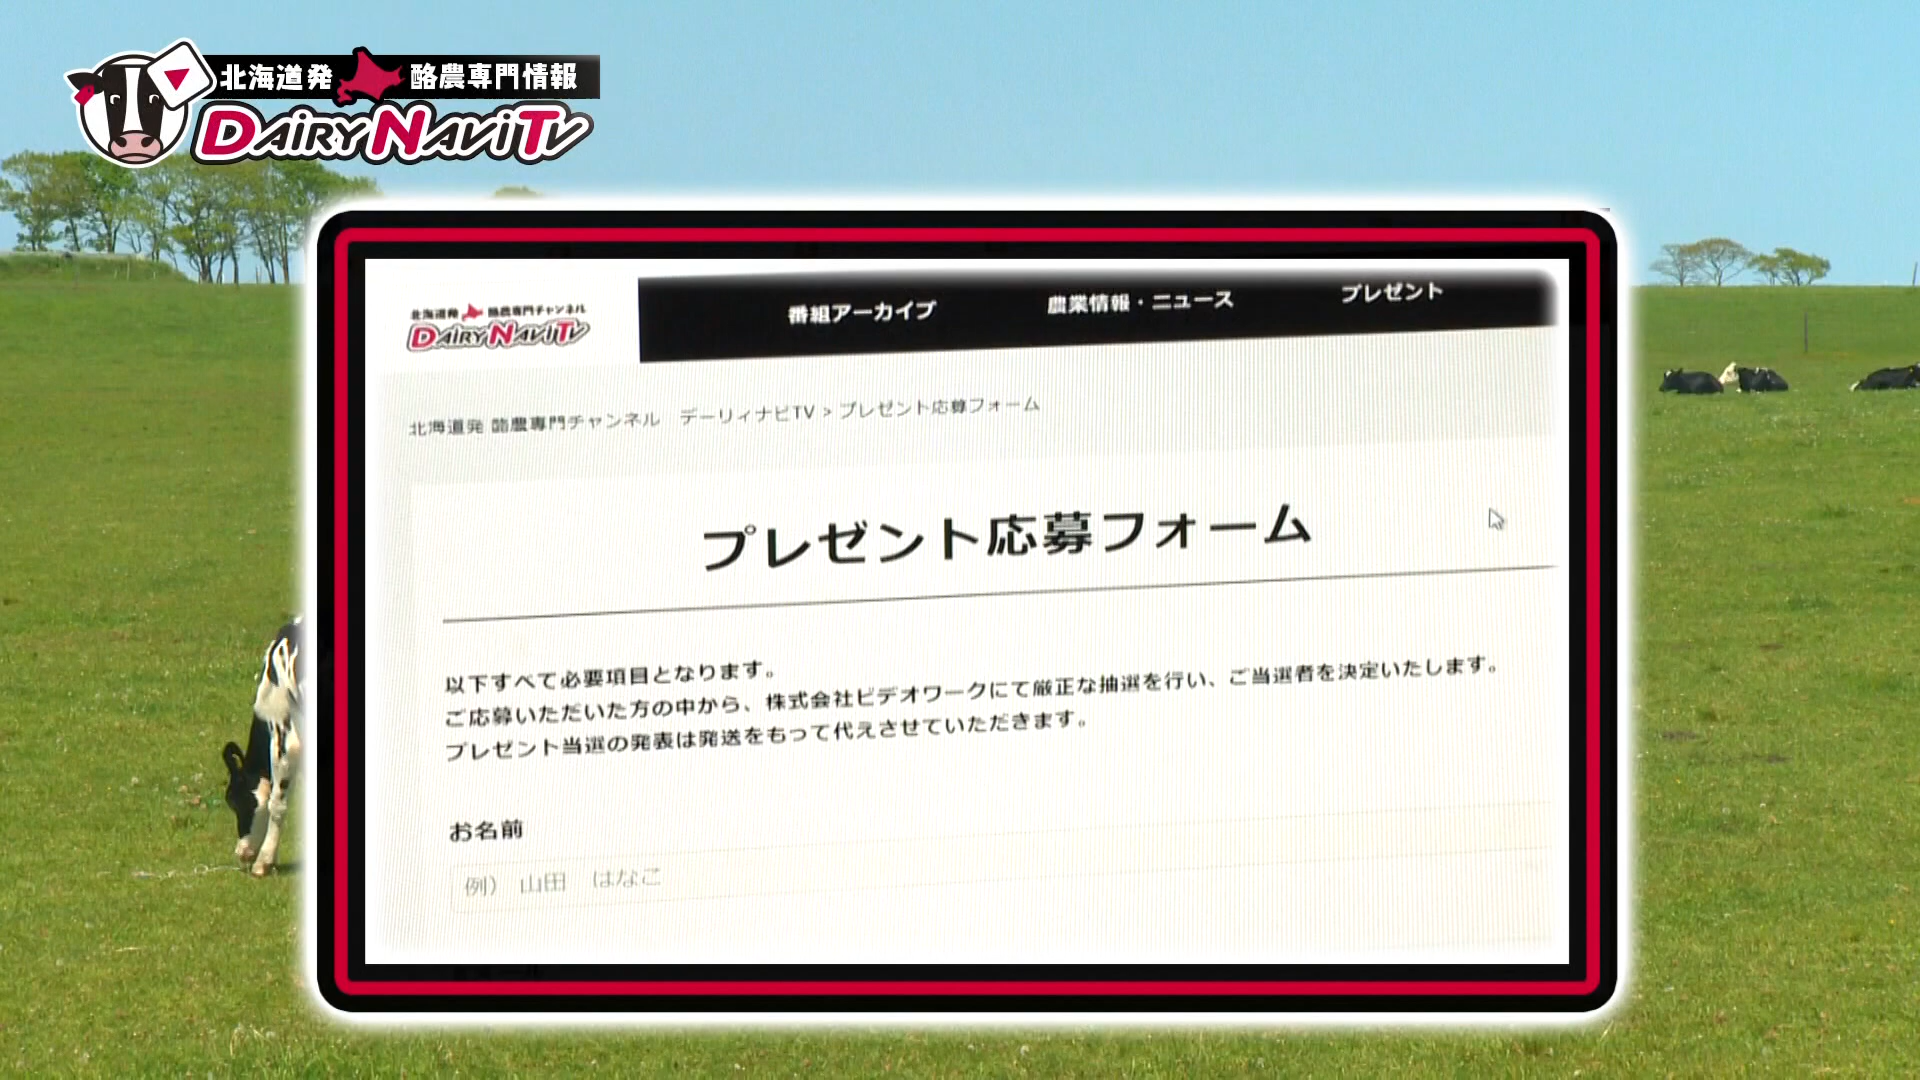 北海道発 酪農専門情報
DAIRY NAVI TV
北海道発 酪農専門チャンネル
DAIRY NAVI TV
番組アーカイブ 農業情報・ニュース プレゼント
北海道発 酪農専門チャンネル デーリィナビTV > プレゼント応募フォーム
プレゼント応募フォーム
以下すべて必要項目となります。
ご応募いただいた方の中から、株式会社ビデオワークにて厳正な抽選を行い、ご当選者を決定いたします。
プレゼント当選の発表は発送をもって代えさせていただきます。
お名前
例） 山田 はなこ